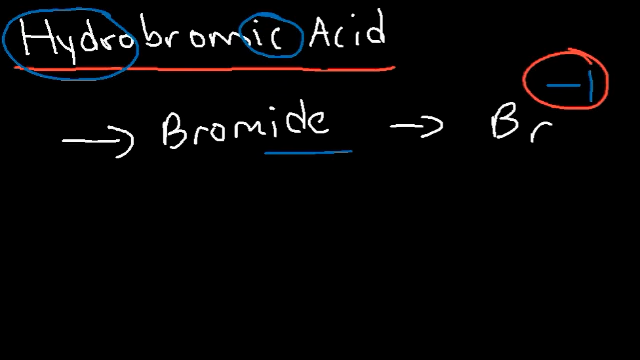 Hydrobromic Acid
→ Bromide → Br⁻¹